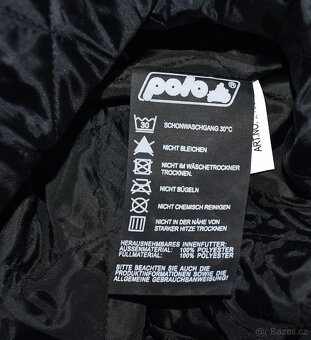 polo ®
30 SCHONWASCHGANG 30°C
NICHT BLEICHEN
NICHT IM WÄSCHETROCKNER
TROCKNEN.
NICHT BÜGELN
NICHT CHEMISCH REINIGEN
NICHT IN DER NÄHE VON
STARKER HITZE TROCKNEN
HERAUSNEHMBARES INNENFUTTER:
AUSSENMATERIAL: 100% POLYESTER
FÜLLMATERIAL: 100% POLYESTER
BITTE BEACHTEN SIE AUCH DIE
PRODUKTINFORMATIONEN SOWIE DIE
ALLGEMEINE GEBRAUCHSANWEISUNG!
ART.NO.
Bazos.cz